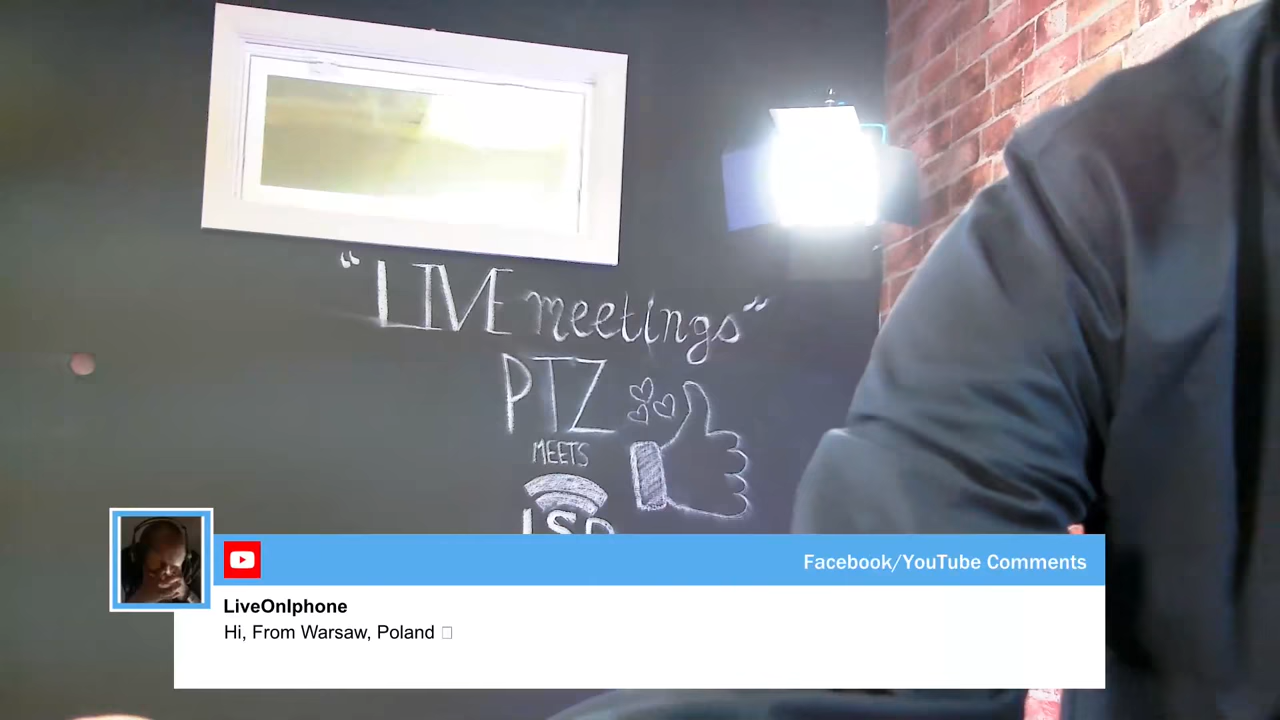 “LIVE meetings“
PTZ
MEETS
Facebook/YouTube Comments
LiveOnIphone
Hi, From Warsaw, Poland